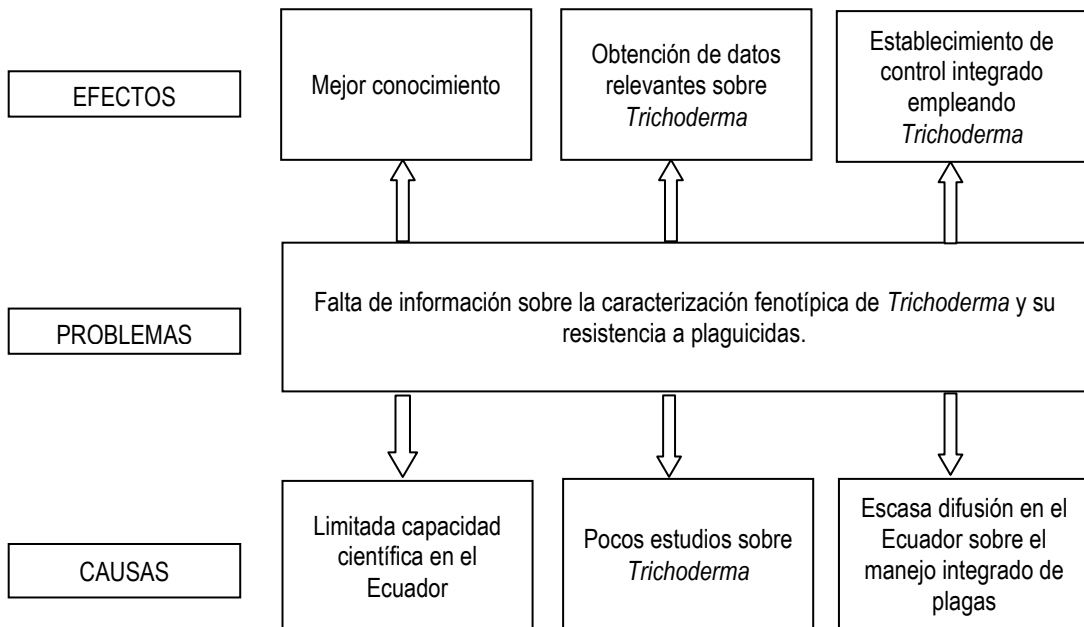 EFECTOS
Mejor conocimiento
Obtención de datos
relevantes sobre
Trichoderma
Establecimiento de
control integrado
empleando
Trichoderma
PROBLEMAS
Falta de información sobre la caracterización fenotípica de Trichoderma y su
resistencia a plaguicidas.
CAUSAS
Limitada capacidad
científica en el
Ecuador
Pocos estudios sobre
Trichoderma
Escasa difusión en el
Ecuador sobre el
manejo integrado de
plagas